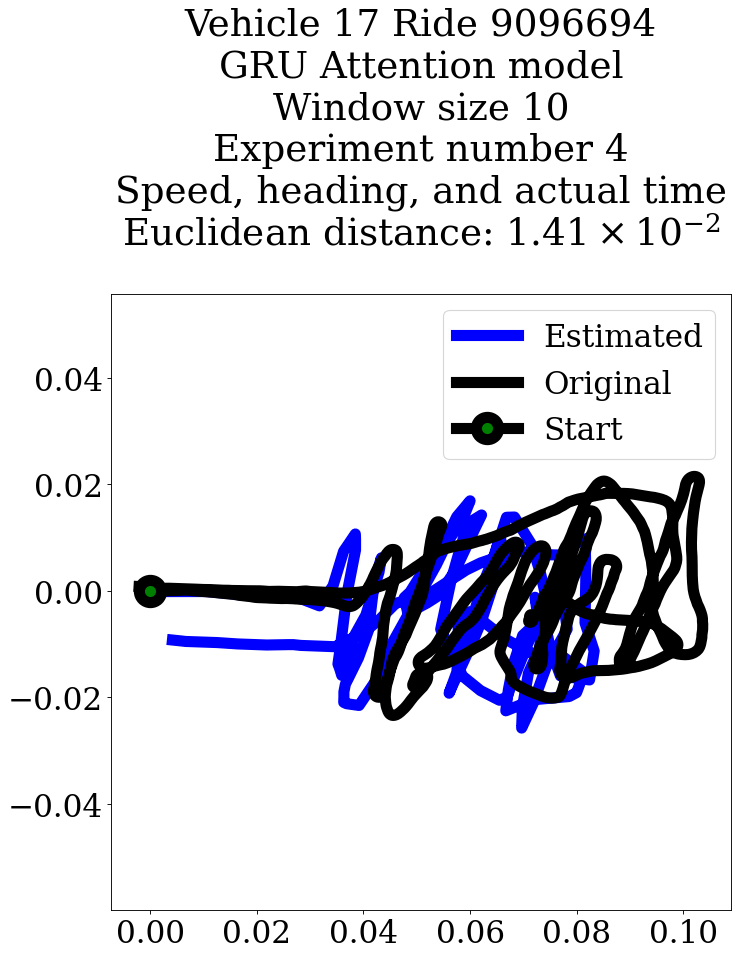 Vehicle 17 Ride 9096694
GRU Attention model
Window size 10
Experiment number 4
Speed, heading, and actual time
Euclidean distance: 1.41 × 10⁻²
Estimated
Original
Start
0.04
0.02
0.00
−0.02
−0.04
0.00 0.02 0.04 0.06 0.08 0.10